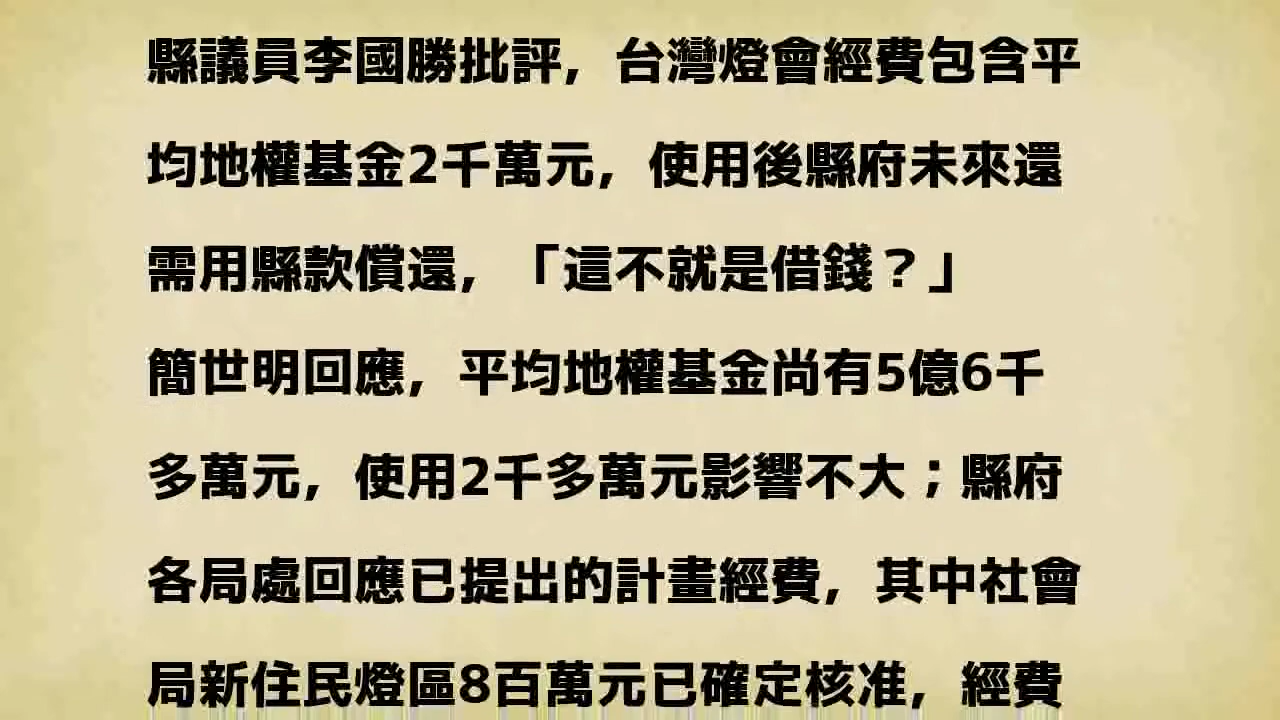 縣議員李國勝批評，台灣燈會經費包含平
均地權基金2千萬元，使用後縣府未來還
需用縣款償還，「這不就是借錢？」
簡世明回應，平均地權基金尚有5億6千
多萬元，使用2千多萬元影響不大；縣府
各局處回應已提出的計畫經費，其中社會
局新住民燈區8百萬元已確定核准，經費